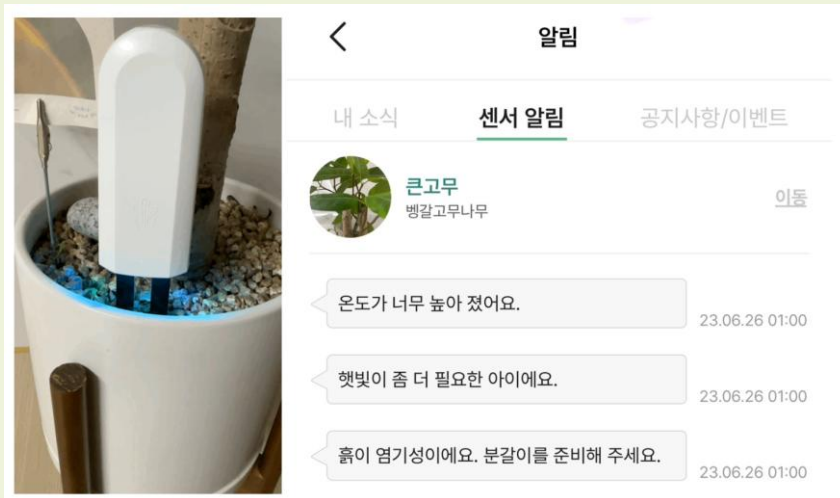 알림
내 소식
센서 알림
공지사항/이벤트
큰고무
벵갈고무나무
이동
온도가 너무 높아 졌어요.
23.06.26 01:00
햇빛이 좀 더 필요한 아이에요.
23.06.26 01:00
흙이 염기성이에요. 분갈이를 준비해 주세요.
23.06.26 01:00